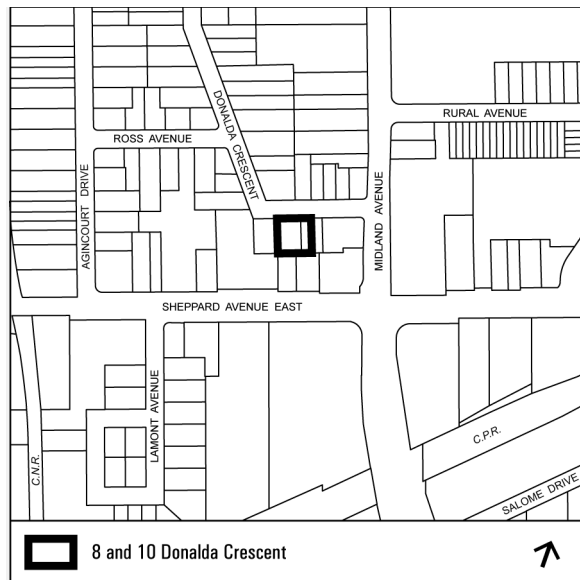 DONALDA CRESCENT
RURAL AVENUE
ROSS AVENUE
AGINCOURT DRIVE
MIDLAND AVENUE
SHEPPARD AVENUE EAST
LAMONT AVENUE
C.N.R.
C.P.R.
SALOME DRIVE
8 and 10 Donalda Crescent